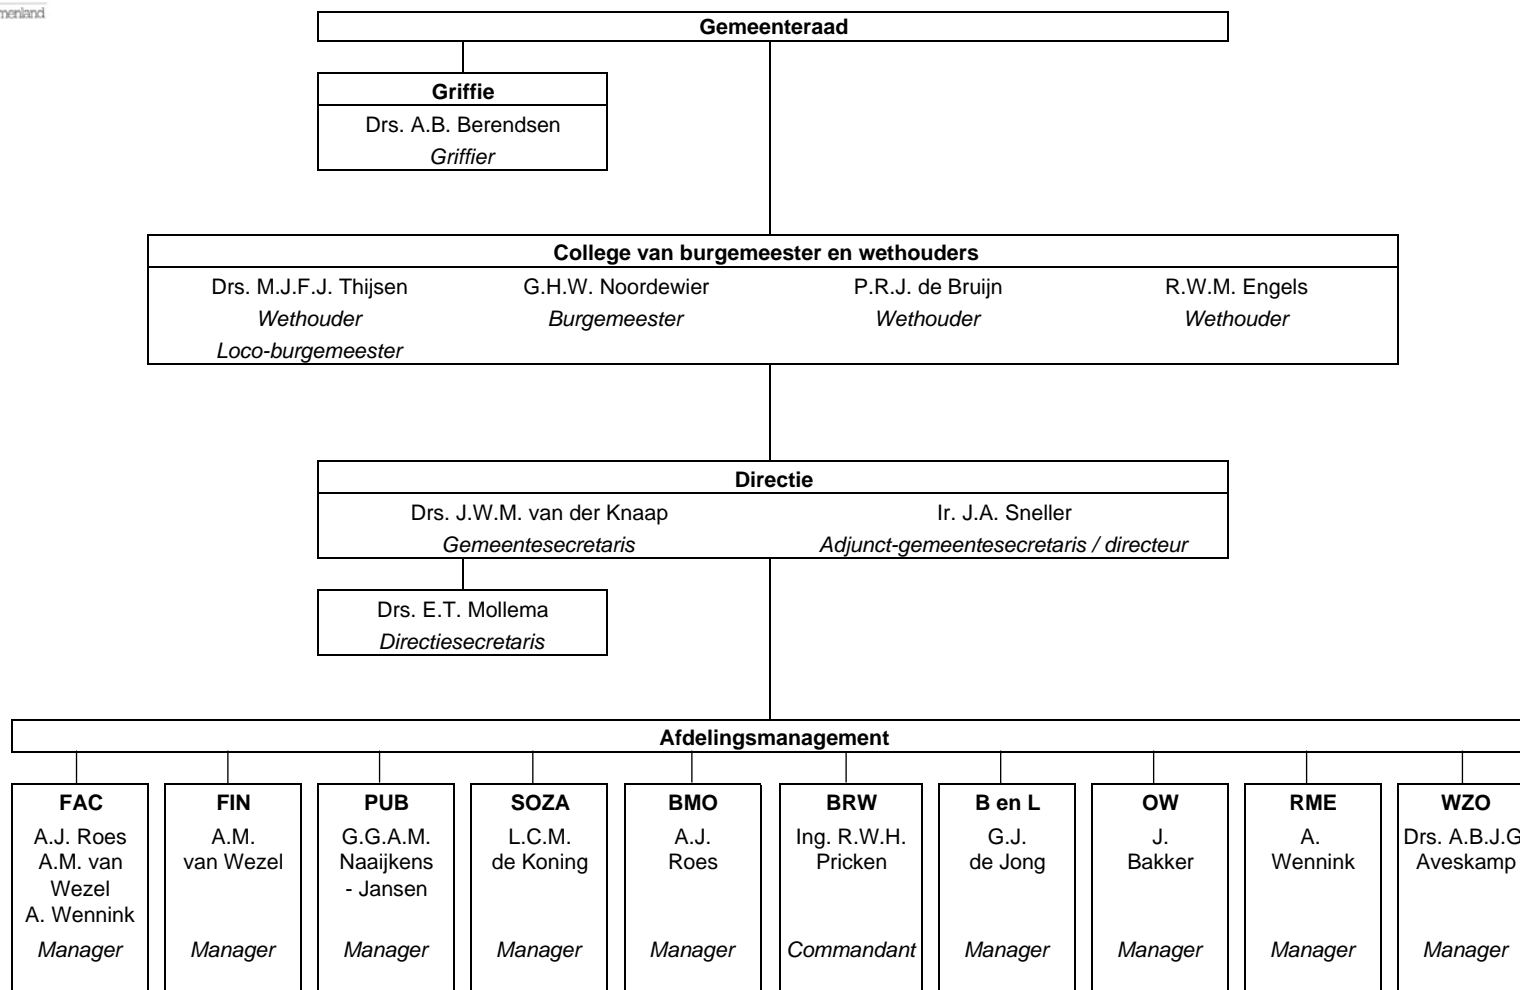 Gemeenteraad
Griffie
Drs. A.B. Berendsen
Griffier
College van burgemeester en wethouders
Drs. M.J.F.J. Thijsen
Wethouder
Loco-burgemeester
G.H.W. Noordewier
Burgemeester
P.R.J. de Bruijn
Wethouder
R.W.M. Engels
Wethouder
Directie
Drs. J.W.M. van der Knaap
Gemeentesecretaris
Ir. J.A. Sneller
Adjunct-gemeentesecretaris / directeur
Drs. E.T. Mollema
Directiesecretaris
Afdelingsmanagement
FAC
A.J. Roes
A.M. van
Wezel
A. Wennink
Manager
FIN
A.M.
van Wezel
Manager
PUB
G.G.A.M.
Naaijkens
- Jansen
Manager
SOZA
L.C.M.
de Koning
Manager
BMO
A.J.
Roes
Manager
BRW
Ing. R.W.H.
Pricken
Commandant
B en L
G.J.
de Jong
Manager
OW
J.
Bakker
Manager
RME
A.
Wennink
Manager
WZO
Drs. A.B.J.G
Aveskamp
Manager